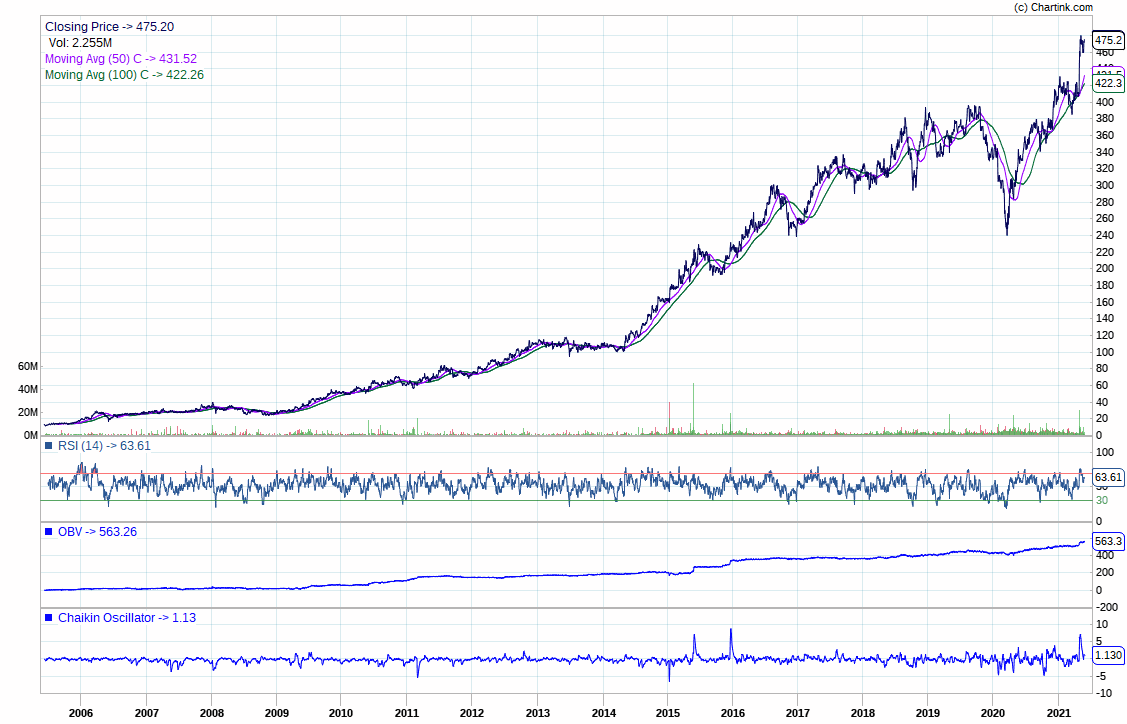 (c) Chartink.com
Closing Price -> 475.20
Vol: 2.255M
Moving Avg (50) C -> 431.52
Moving Avg (100) C -> 422.26
475.2
460
422.3
400
380
360
340
320
300
280
260
240
220
200
180
160
140
120
100
80
60
40
20
0
60M
40M
20M
0M
RSI (14) -> 63.61
100
63.61
30
0
OBV -> 563.26
563.3
400
200
0
-200
Chaikin Oscillator -> 1.13
10
5
1.130
-5
-10
2006 2007 2008 2009 2010 2011 2012 2013 2014 2015 2016 2017 2018 2019 2020 2021